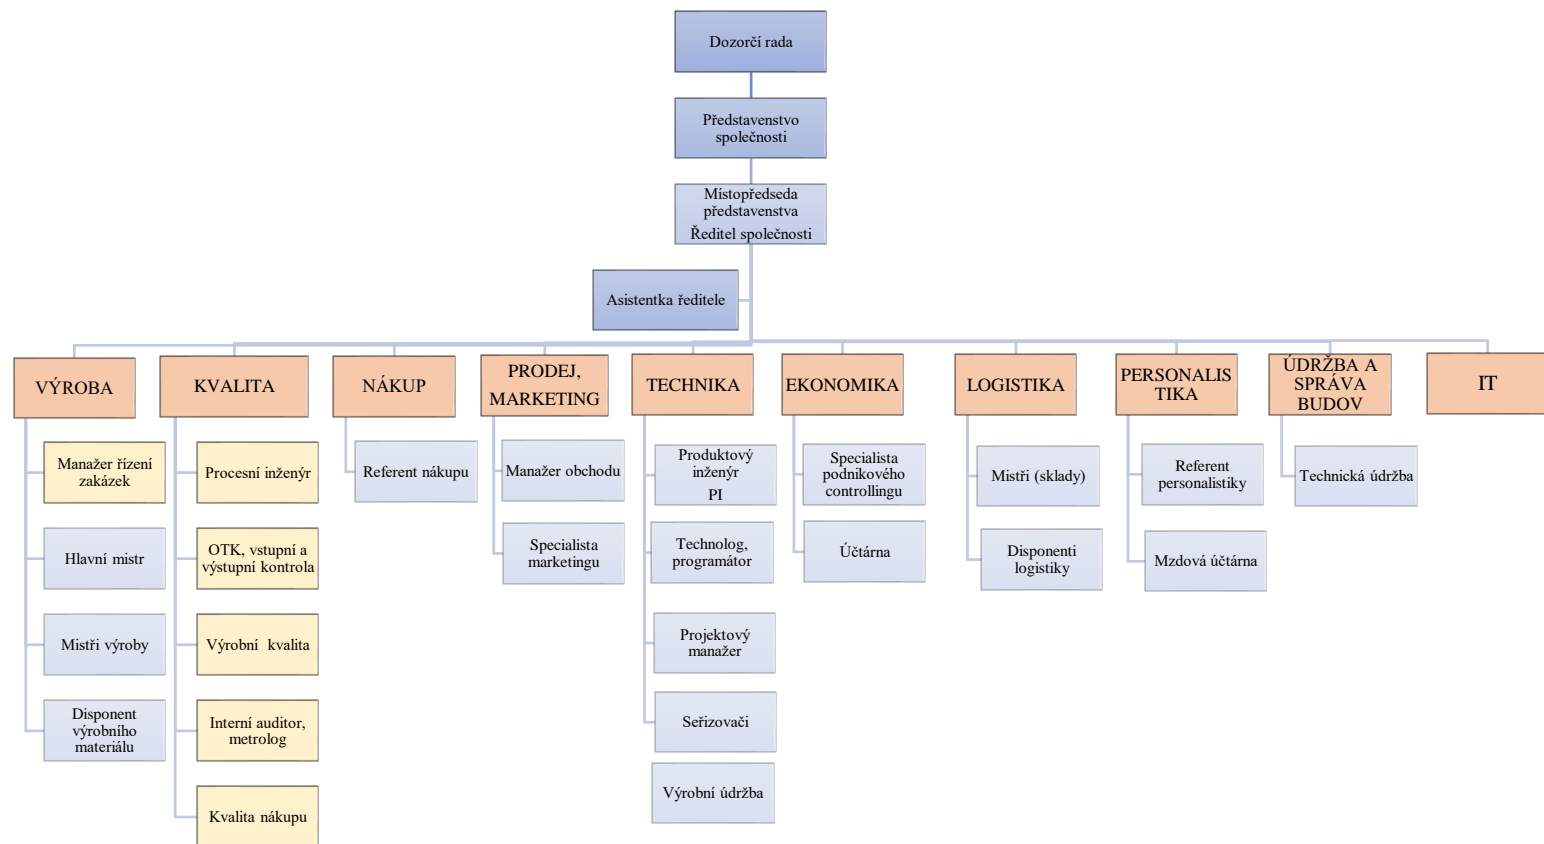 Dozorčí rada
Představenstvo
společnosti
Místopředseda
představenstva
Ředitel společnosti
Asistentka ředitele
VÝROBA
Manažer řízení
zakázek
Hlavní mistr
Mistři výroby
Disponent
výrobního
materiálu
KVALITA
Procesní inženýr
OTK, vstupní a
výstupní kontrola
Výrobní kvalita
Interní auditor,
metrolog
Kvalita nákupu
NÁKUP
Referent nákupu
PRODEJ,
MARKETING
Manažer obchodu
Specialista
marketingu
TECHNIKA
Produktový
inženýr
PI
Technolog,
programátor
Projektový
manažer
Seřizovači
Výrobní údržba
EKONOMIKA
Specialista
podnikového
controllingu
Účtárna
LOGISTIKA
Mistři (sklady)
Disponenti
logistiky
PERSONALIS
TIKA
Referent
personalistiky
Mzdová účtárna
ÚDRŽBA A
SPRÁVA
BUDOV
Technická údržba
IT